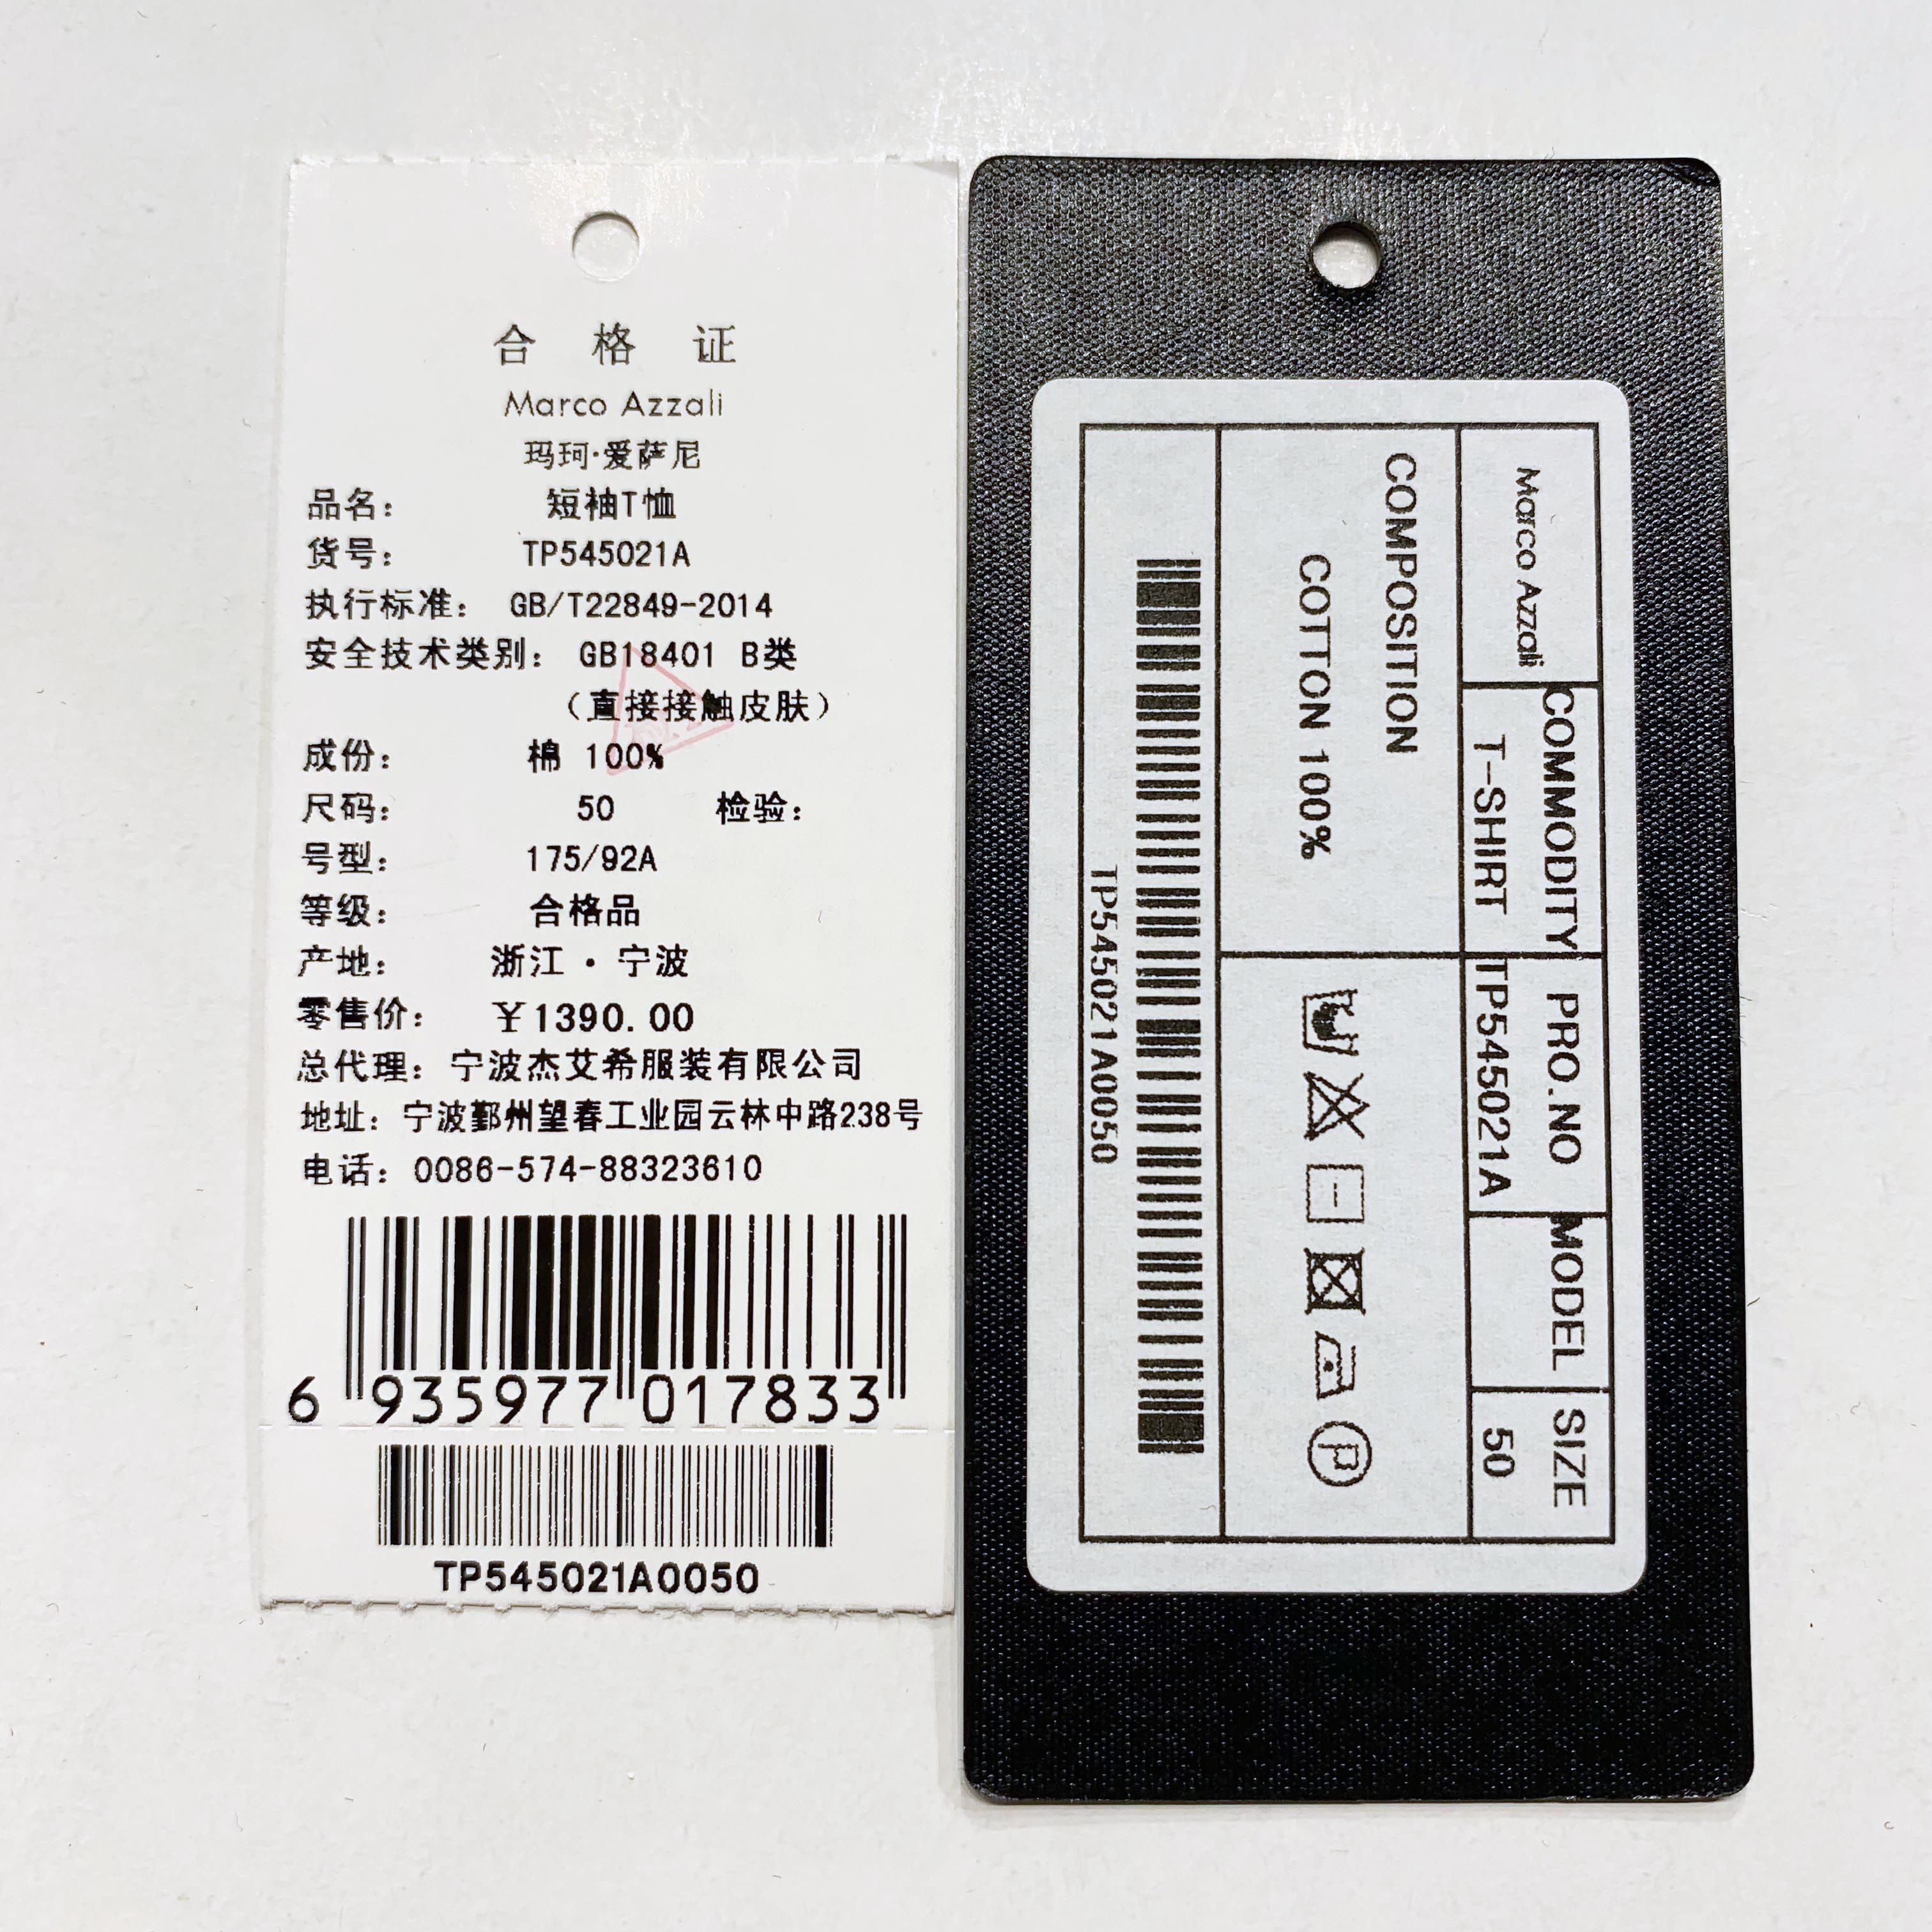 合 格 证
Marco Azzali
玛珂·爱萨尼
品名： 短袖T恤
货号： TP545021A
执行标准： GB/T22849-2014
安全技术类别： GB18401 B类
（直接接触皮肤）
成份： 棉 100%
尺码： 50 检验：
号型： 175/92A
等级： 合格品
产地： 浙江·宁波
零售价： ￥1390.00
总代理：宁波杰艾希服装有限公司
地址：宁波鄞州望春工业园云林中路238号
电话：0086-574-88323610
6 935977 017833
TP545021A0050
Marco Azzali
COMMODITY PRO.NO MODEL SIZE
T-SHIRT TP545021A 50
COMPOSITION
COTTON 100%
P
TP545021A0050